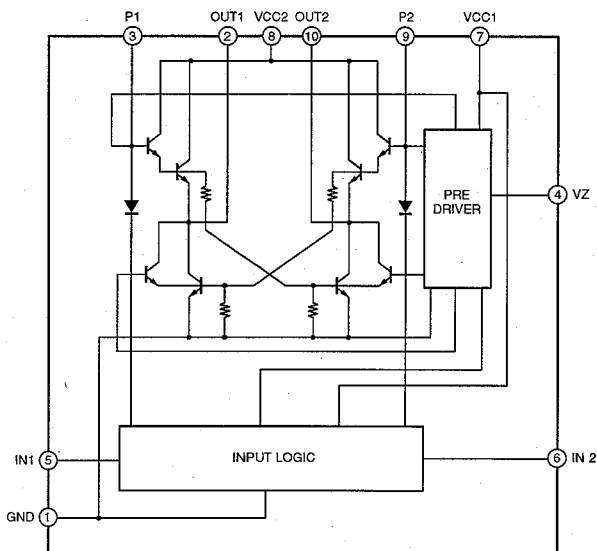 P1 OUT1 VCC2 OUT2 P2 VCC1
3 2 8 10 9 7
PRE
DRIVER
4 VZ
INPUT LOGIC
IN1 5
6 IN 2
GND 1